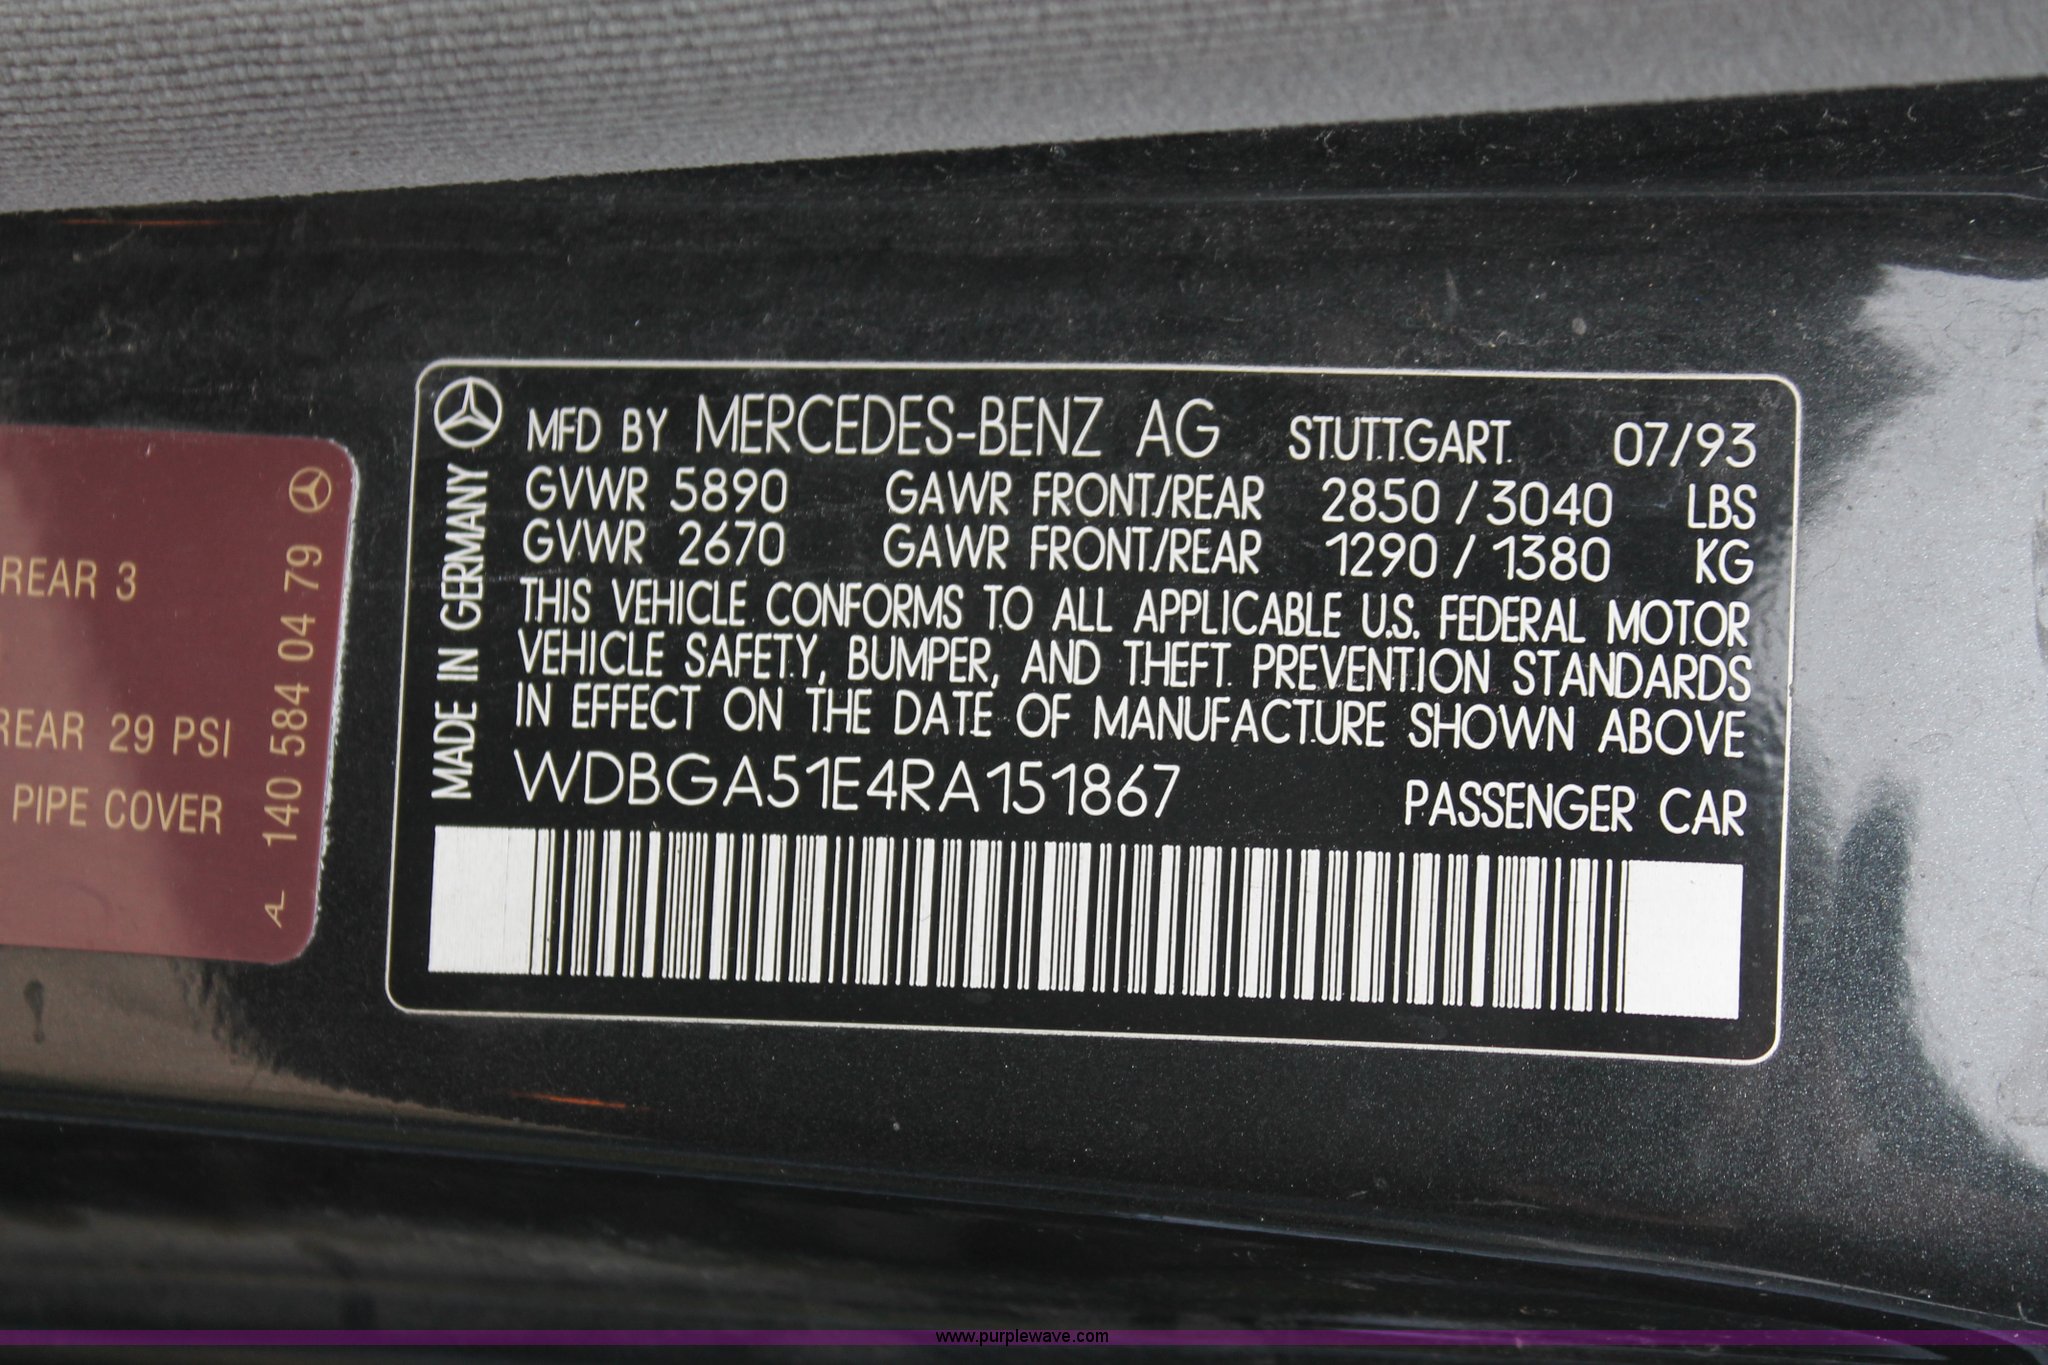 MFD BY MERCEDES-BENZ AG STUTTGART 07/93
GVWR 5890 GAWR FRONT/REAR 2850 / 3040 LBS
GVWR 2670 GAWR FRONT/REAR 1290 / 1380 KG
THIS VEHICLE CONFORMS TO ALL APPLICABLE U.S. FEDERAL MOTOR
VEHICLE SAFETY, BUMPER, AND THEFT PREVENTION STANDARDS
IN EFFECT ON THE DATE OF MANUFACTURE SHOWN ABOVE
WDBGA51E4RA151867 PASSENGER CAR
MADE IN GERMANY
REAR 3
REAR 29 PSI
PIPE COVER
A 140 584 04 79
www.purplewave.com